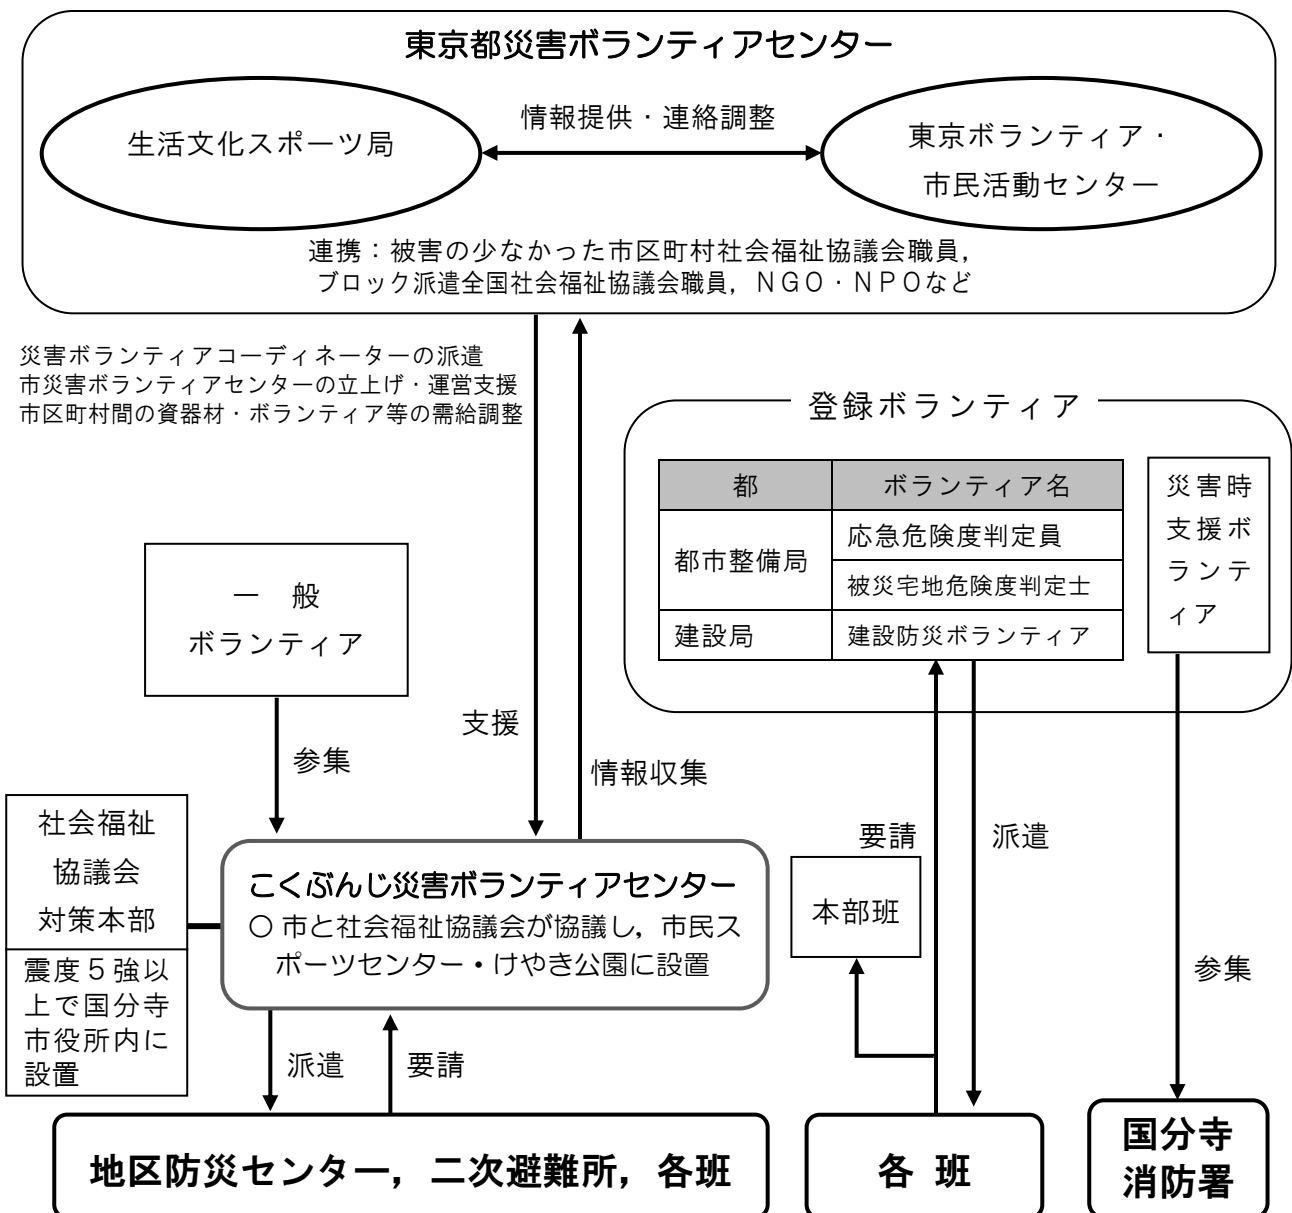 東京都災害ボランティアセンター
生活文化スポーツ局
情報提供・連絡調整
東京ボランティア・
市民活動センター
連携：被害の少なかった市区町村社会福祉協議会職員，
ブロック派遣全国社会福祉協議会職員，ＮＧＯ・ＮＰＯなど
災害ボランティアコーディネーターの派遣
市災害ボランティアセンターの立上げ・運営支援
市区町村間の資器材・ボランティア等の需給調整
登録ボランティア
都
ボランティア名
都市整備局
応急危険度判定員
被災宅地危険度判定士
建設局
建設防災ボランティア
災害時
支援ボ
ランテ
ィア
一　般
ボランティア
参集
支援
情報収集
社会福祉
協議会
対策本部
震度５強以
上で国分寺
市役所内に
設置
こくぶんじ災害ボランティアセンター
○ 市と社会福祉協議会が協議し，市民ス
ポーツセンター・けやき公園に設置
要請
派遣
本部班
参集
派遣
要請
地区防災センター，二次避難所，各班
各 班
国分寺
消防署